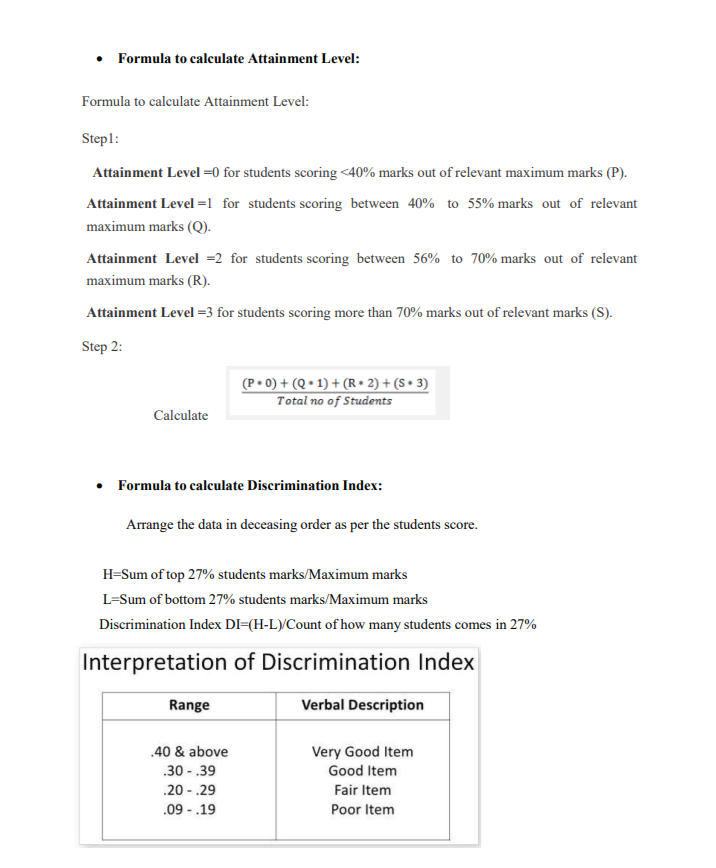 • Formula to calculate Attainment Level:
Formula to calculate Attainment Level:
Step1:
Attainment Level =0 for students scoring <40% marks out of relevant maximum marks (P).
Attainment Level =1 for students scoring between 40% to 55% marks out of relevant
maximum marks (Q).
Attainment Level =2 for students scoring between 56% to 70% marks out of relevant
maximum marks (R).
Attainment Level =3 for students scoring more than 70% marks out of relevant marks (S).
Step 2:
(P * 0) + (Q * 1) + (R * 2) + (S * 3)
Total no of Students
Calculate
• Formula to calculate Discrimination Index:
Arrange the data in deceasing order as per the students score.
H=Sum of top 27% students marks/Maximum marks
L=Sum of bottom 27% students marks/Maximum marks
Discrimination Index DI=(H-L)/Count of how many students comes in 27%
Interpretation of Discrimination Index
Range Verbal Description
.40 & above Very Good Item
.30 - .39 Good Item
.20 - .29 Fair Item
.09 - .19 Poor Item